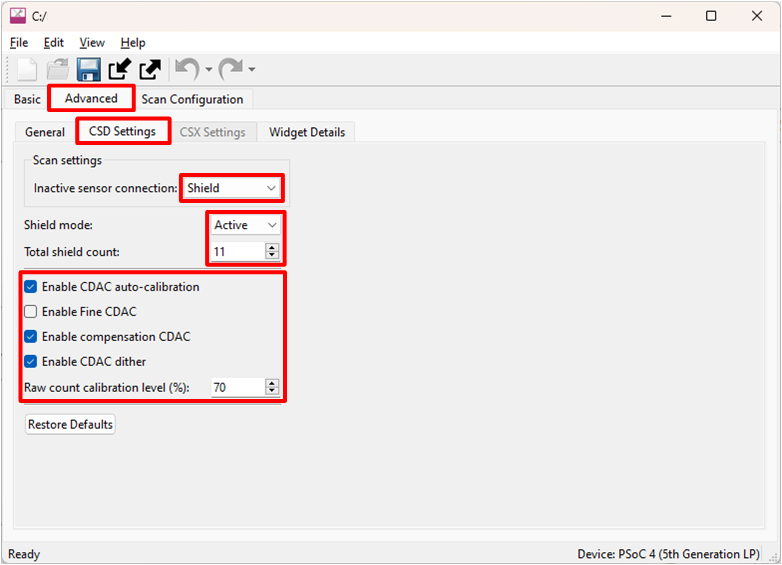 C:/
File Edit View Help
Basic Advanced Scan Configuration
General CSD Settings CSX Settings Widget Details
Scan settings
Inactive sensor connection: Shield
Shield mode: Active
Total shield count: 11
Enable CDAC auto-calibration
Enable Fine CDAC
Enable compensation CDAC
Enable CDAC dither
Raw count calibration level (%): 70
Restore Defaults
Ready Device: PSoC 4 (5th Generation LP)